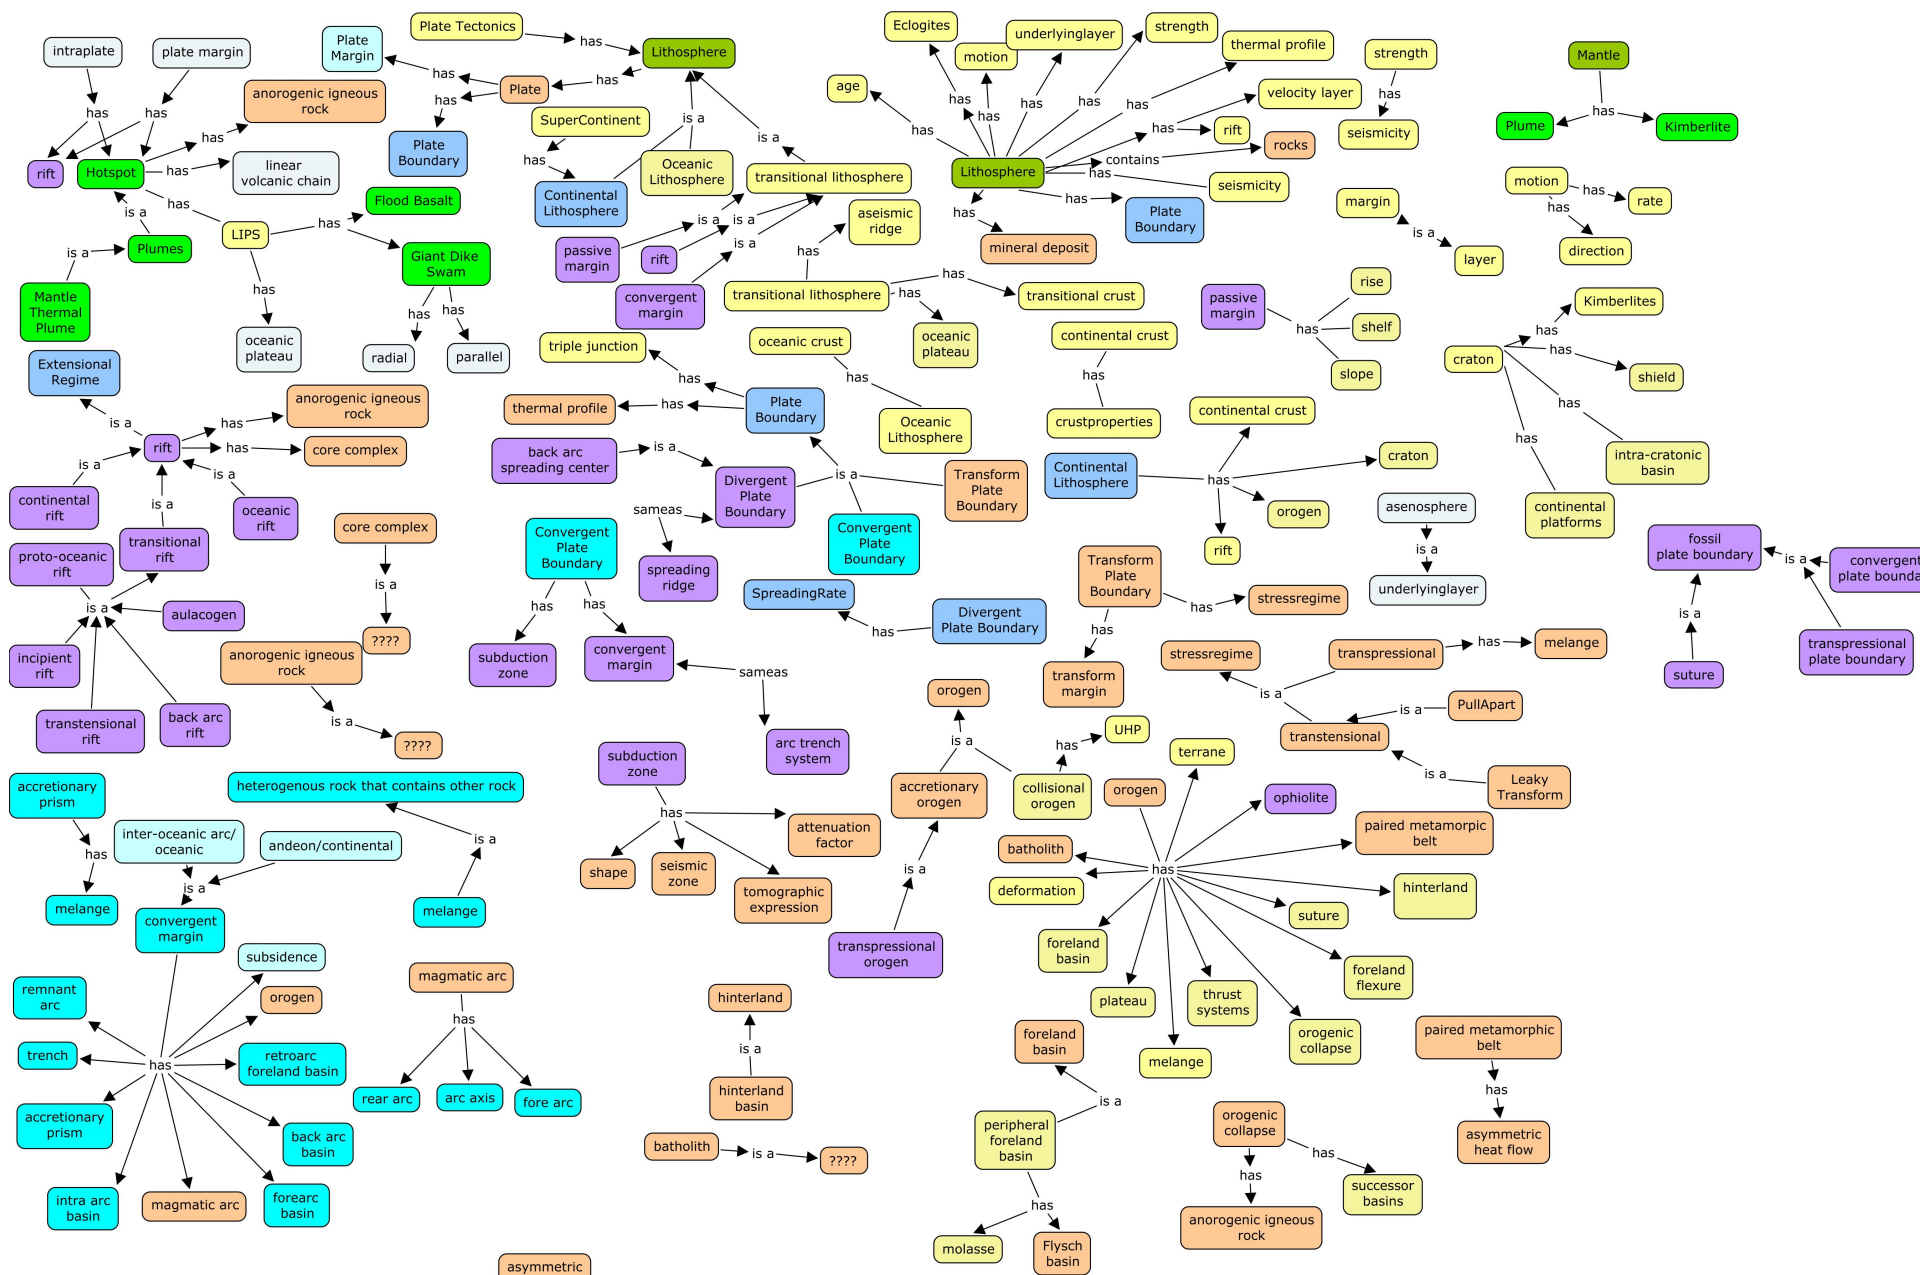 intraplate
plate margin
anorogenic igneous
rock
has
has
has
rift
Hotspot
has
linear
volcanic chain
is a
has
Plumes
is a
LIPS
has
Flood Basalt
Giant Dike
Swam
Mantle
Thermal
Plume
has
oceanic
plateau
has
has
radial
parallel
Plate
Margin
Plate Tectonics
has
Lithosphere
has
has
Plate
has
Plate
Boundary
SuperContinent
has
Continental
Lithosphere
is a
Oceanic
Lithosphere
is a
transitional lithosphere
passive
margin
is a
rift
is a
convergent
margin
is a
aseismic
ridge
has
transitional lithosphere
has
transitional crust
has
oceanic
plateau
Eclogites
motion
underlyinglayer
strength
thermal profile
age
has
has
has
has
has
has
velocity layer
has
rift
rocks
contains
Lithosphere
has
seismicity
has
Plate
Boundary
has
mineral deposit
strength
has
seismicity
Mantle
has
Plume
Kimberlite
motion
has
rate
has
direction
margin
is a
layer
passive
margin
has
rise
shelf
slope
Kimberlites
has
craton
has
shield
has
intra-cratonic
basin
has
continental
platforms
Extensional
Regime
is a
anorogenic igneous
rock
has
rift
has
core complex
is a
continental
rift
is a
oceanic
rift
is a
transitional
rift
proto-oceanic
rift
is a
aulacogen
incipient
rift
transtensional
rift
back arc
rift
core complex
is a
????
anorogenic igneous
rock
is a
????
triple junction
has
thermal profile
has
Plate
Boundary
oceanic crust
has
Oceanic
Lithosphere
continental crust
has
crustproperties
back arc
spreading center
is a
Divergent
Plate
Boundary
is a
Transform
Plate
Boundary
Convergent
Plate
Boundary
sameas
spreading
ridge
Convergent
Plate
Boundary
has
has
subduction
zone
convergent
margin
sameas
arc trench
system
SpreadingRate
has
Divergent
Plate Boundary
continental crust
Continental
Lithosphere
has
craton
orogen
rift
asenosphere
is a
underlyinglayer
fossil
plate boundary
is a
convergent
is a
suture
transpressional
plate boundary
Transform
Plate
Boundary
has
stressregime
has
transform
margin
stressregime
transpressional
has
melange
is a
PullApart
is a
transtensional
is a
Leaky
Transform
orogen
is a
accretionary
orogen
collisional
orogen
has
UHP
is a
transpressional
orogen
subduction
zone
has
attenuation
factor
shape
seismic
zone
tomographic
expression
orogen
terrane
ophiolite
paired metamorpic
belt
batholith
has
deformation
hinterland
suture
foreland
basin
foreland
flexure
plateau
thrust
systems
orogenic
collapse
melange
accretionary
prism
has
melange
heterogenous rock that contains other rock
is a
melange
inter-oceanic arc/
oceanic
andeon/continental
is a
convergent
margin
subsidence
remnant
arc
orogen
trench
has
retroarc
foreland basin
accretionary
prism
back arc
basin
intra arc
basin
magmatic arc
forearc
basin
magmatic arc
has
rear arc
arc axis
fore arc
hinterland
is a
hinterland
basin
batholith
is a
????
foreland
basin
is a
peripheral
foreland
basin
has
molasse
Flysch
basin
orogenic
collapse
has
has
successor
basins
anorogenic igneous
rock
paired metamorphic
belt
has
asymmetric
heat flow
asymmetric